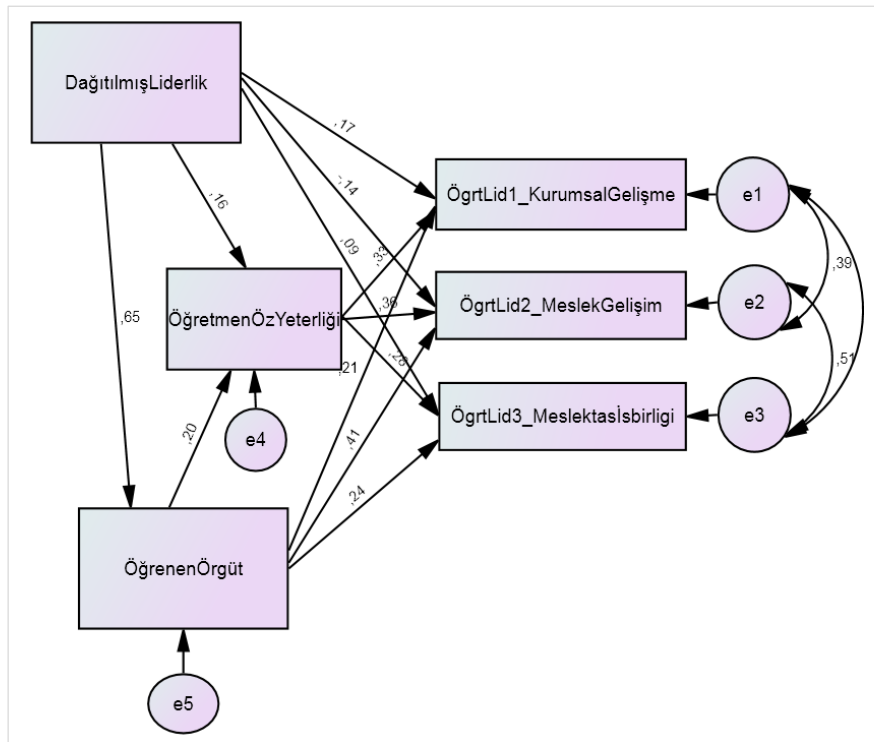 DağıtılmışLiderlik
,17
-,14
,09
,16
ÖgrtLid1_KurumsalGelişme
e1
,39
,33
,65
ÖğretmenÖzYeterliği
,36
ÖgrtLid2_MeslekGelişim
e2
,28
,21
,51
ÖgrtLid3_Meslektasİsbirligi
e3
,20
e4
,41
,24
ÖğrenenÖrgüt
e5